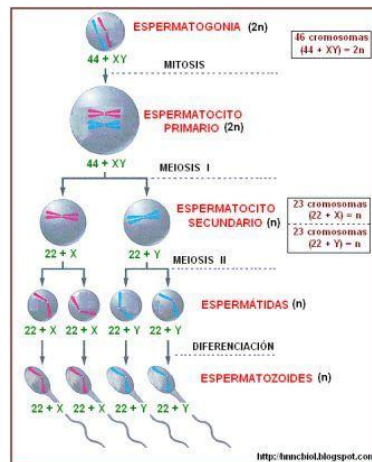 ESPERMATOGONIA (2n)
46 cromosomas
(44 + XY) = 2n
44 + XY
MITOSIS
ESPERMATOCITO
PRIMARIO (2n)
44 + XY
MEIOSIS I
ESPERMATOCITO
SECUNDARIO (n)
23 cromosomas
(22 + X) = n
23 cromosomas
(22 + Y) = n
22 + X
22 + Y
MEIOSIS II
ESPERMÁTIDAS (n)
22 + X
22 + X
22 + Y
22 + Y
DIFERENCIACIÓN
ESPERMATOZOIDES (n)
22 + X
22 + X
22 + Y
22 + Y
http://hnncbiol.blogspot.com